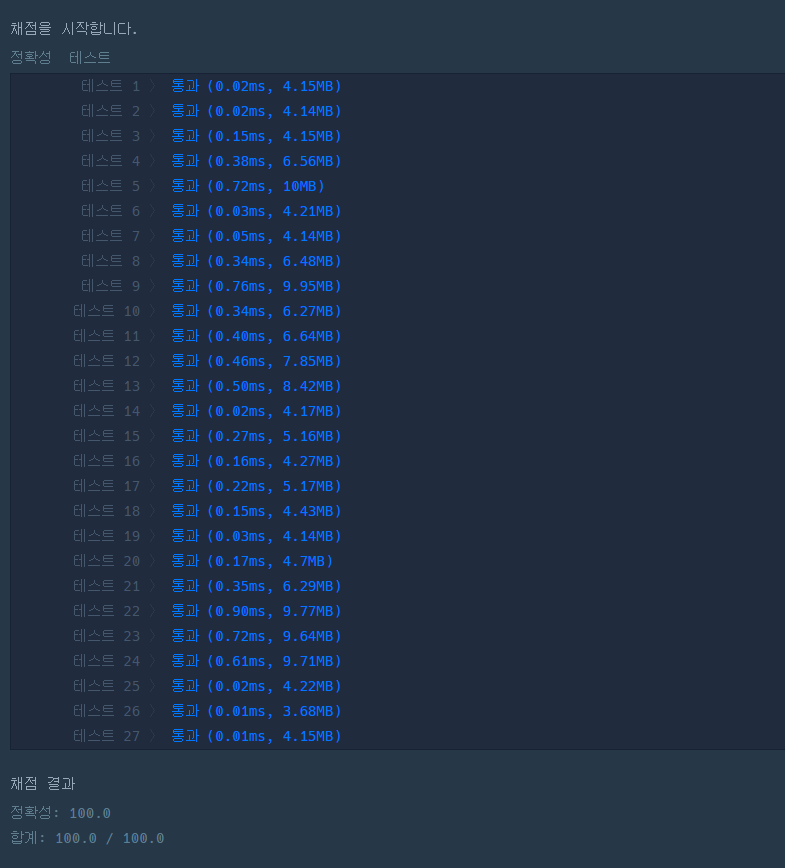 채점을 시작합니다.
정확성 테스트
테스트 1 〉 통과 (0.02ms, 4.15MB)
테스트 2 〉 통과 (0.02ms, 4.14MB)
테스트 3 〉 통과 (0.15ms, 4.15MB)
테스트 4 〉 통과 (0.38ms, 6.56MB)
테스트 5 〉 통과 (0.72ms, 10MB)
테스트 6 〉 통과 (0.03ms, 4.21MB)
테스트 7 〉 통과 (0.05ms, 4.14MB)
테스트 8 〉 통과 (0.34ms, 6.48MB)
테스트 9 〉 통과 (0.76ms, 9.95MB)
테스트 10 〉 통과 (0.34ms, 6.27MB)
테스트 11 〉 통과 (0.40ms, 6.64MB)
테스트 12 〉 통과 (0.46ms, 7.85MB)
테스트 13 〉 통과 (0.50ms, 8.42MB)
테스트 14 〉 통과 (0.02ms, 4.17MB)
테스트 15 〉 통과 (0.27ms, 5.16MB)
테스트 16 〉 통과 (0.16ms, 4.27MB)
테스트 17 〉 통과 (0.22ms, 5.17MB)
테스트 18 〉 통과 (0.15ms, 4.43MB)
테스트 19 〉 통과 (0.03ms, 4.14MB)
테스트 20 〉 통과 (0.17ms, 4.7MB)
테스트 21 〉 통과 (0.35ms, 6.29MB)
테스트 22 〉 통과 (0.90ms, 9.77MB)
테스트 23 〉 통과 (0.72ms, 9.64MB)
테스트 24 〉 통과 (0.61ms, 9.71MB)
테스트 25 〉 통과 (0.02ms, 4.22MB)
테스트 26 〉 통과 (0.01ms, 3.68MB)
테스트 27 〉 통과 (0.01ms, 4.15MB)
채점 결과
정확성: 100.0
합계: 100.0 / 100.0